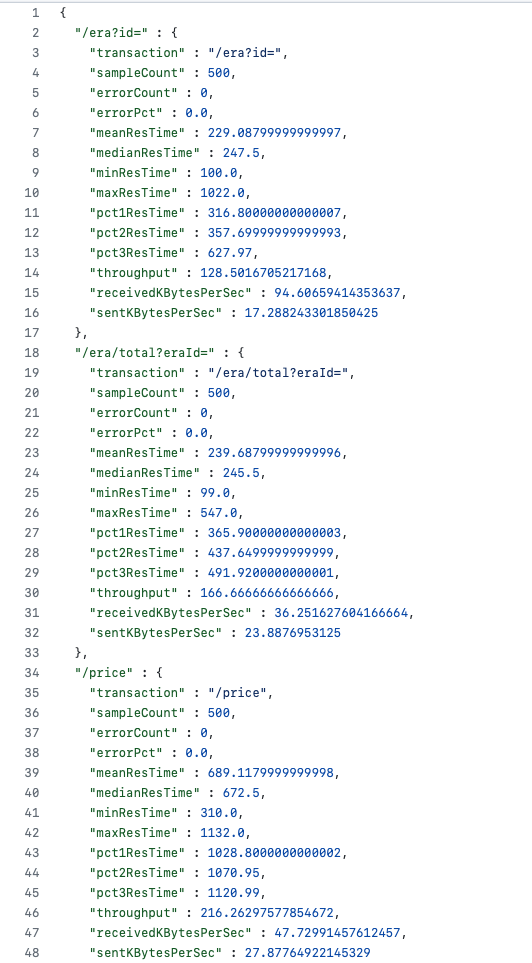 1 {
2 "/era?id=" : {
3 "transaction" : "/era?id=",
4 "sampleCount" : 500,
5 "errorCount" : 0,
6 "errorPct" : 0.0,
7 "meanResTime" : 229.08799999999997,
8 "medianResTime" : 247.5,
9 "minResTime" : 100.0,
10 "maxResTime" : 1022.0,
11 "pct1ResTime" : 316.80000000000007,
12 "pct2ResTime" : 357.69999999999993,
13 "pct3ResTime" : 627.97,
14 "throughput" : 128.5016705217168,
15 "receivedKBytesPerSec" : 94.60659414353637,
16 "sentKBytesPerSec" : 17.288243301850425
17 },
18 "/era/total?eraId=" : {
19 "transaction" : "/era/total?eraId=",
20 "sampleCount" : 500,
21 "errorCount" : 0,
22 "errorPct" : 0.0,
23 "meanResTime" : 239.68799999999996,
24 "medianResTime" : 245.5,
25 "minResTime" : 99.0,
26 "maxResTime" : 547.0,
27 "pct1ResTime" : 365.90000000000003,
28 "pct2ResTime" : 437.6499999999999,
29 "pct3ResTime" : 491.9200000000001,
30 "throughput" : 166.66666666666666,
31 "receivedKBytesPerSec" : 36.251627604166664,
32 "sentKBytesPerSec" : 23.8876953125
33 },
34 "/price" : {
35 "transaction" : "/price",
36 "sampleCount" : 500,
37 "errorCount" : 0,
38 "errorPct" : 0.0,
39 "meanResTime" : 689.1179999999998,
40 "medianResTime" : 672.5,
41 "minResTime" : 310.0,
42 "maxResTime" : 1132.0,
43 "pct1ResTime" : 1028.8000000000002,
44 "pct2ResTime" : 1070.95,
45 "pct3ResTime" : 1120.99,
46 "throughput" : 216.26297577854672,
47 "receivedKBytesPerSec" : 47.72991457612457,
48 "sentKBytesPerSec" : 27.87764922145329